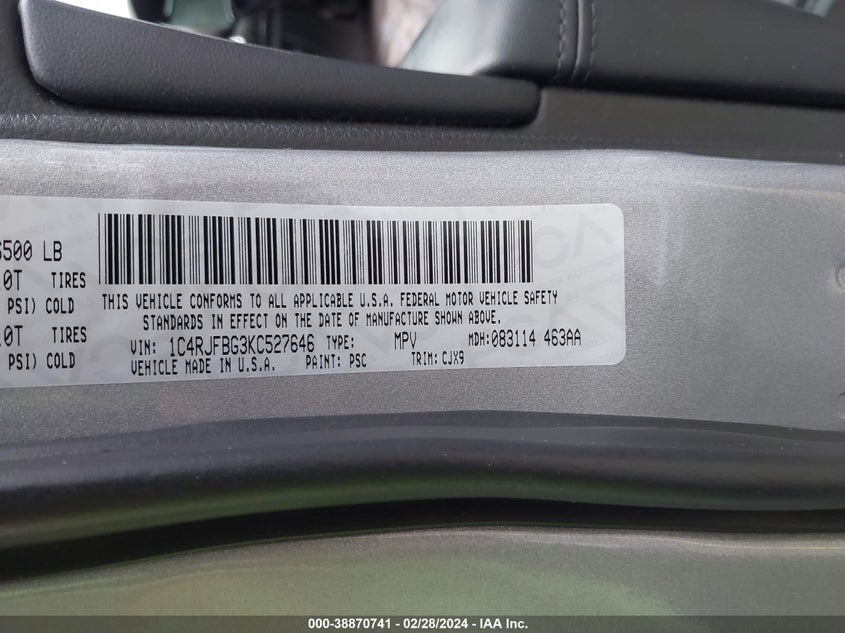 6500 LB
.0T TIRES
PSI) COLD
.0T TIRES
PSI) COLD
THIS VEHICLE CONFORMS TO ALL APPLICABLE U.S.A. FEDERAL MOTOR VEHICLE SAFETY
STANDARDS IN EFFECT ON THE DATE OF MANUFACTURE SHOWN ABOVE.
VIN: 1C4RJFBG3KC527646 TYPE: MPV MDH:083114 463AA
VEHICLE MADE IN U.S.A. PAINT: PSC TRIM: CJX9
000-38870741 / 02/28/2024 - IAA Inc.